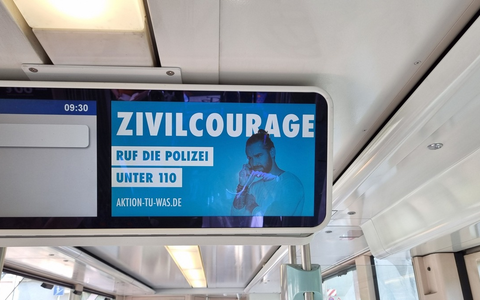 09:30
ZIVILCOURAGE
RUF DIE POLIZEI
UNTER 110
AKTION-TU-WAS.DE